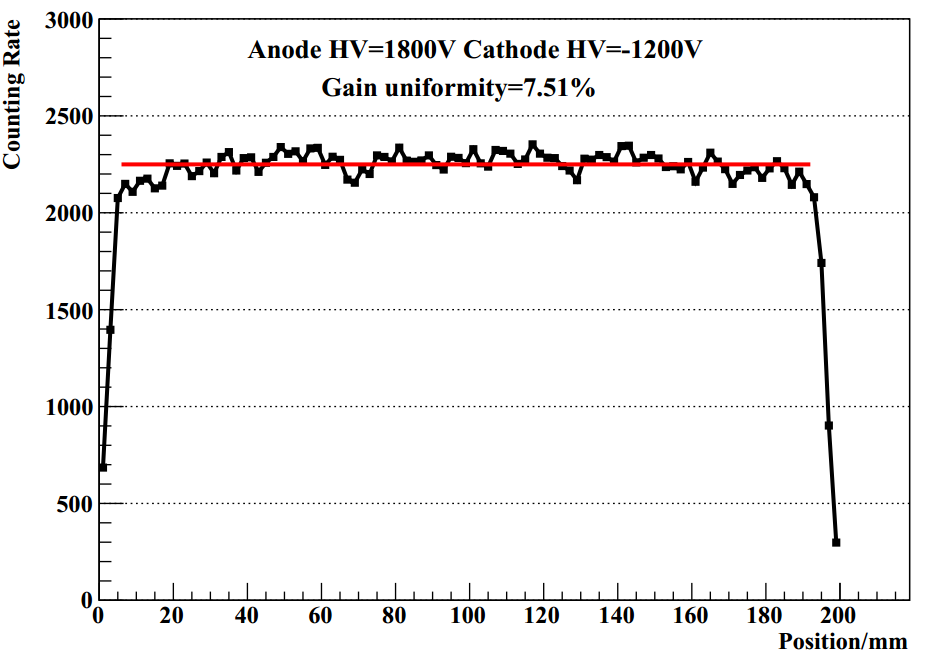 Counting Rate
3000
Anode HV=1800V Cathode HV=-1200V
Gain uniformity=7.51%
2500
2000
1500
1000
500
0
0 20 40 60 80 100 120 140 160 180 200
Position/mm